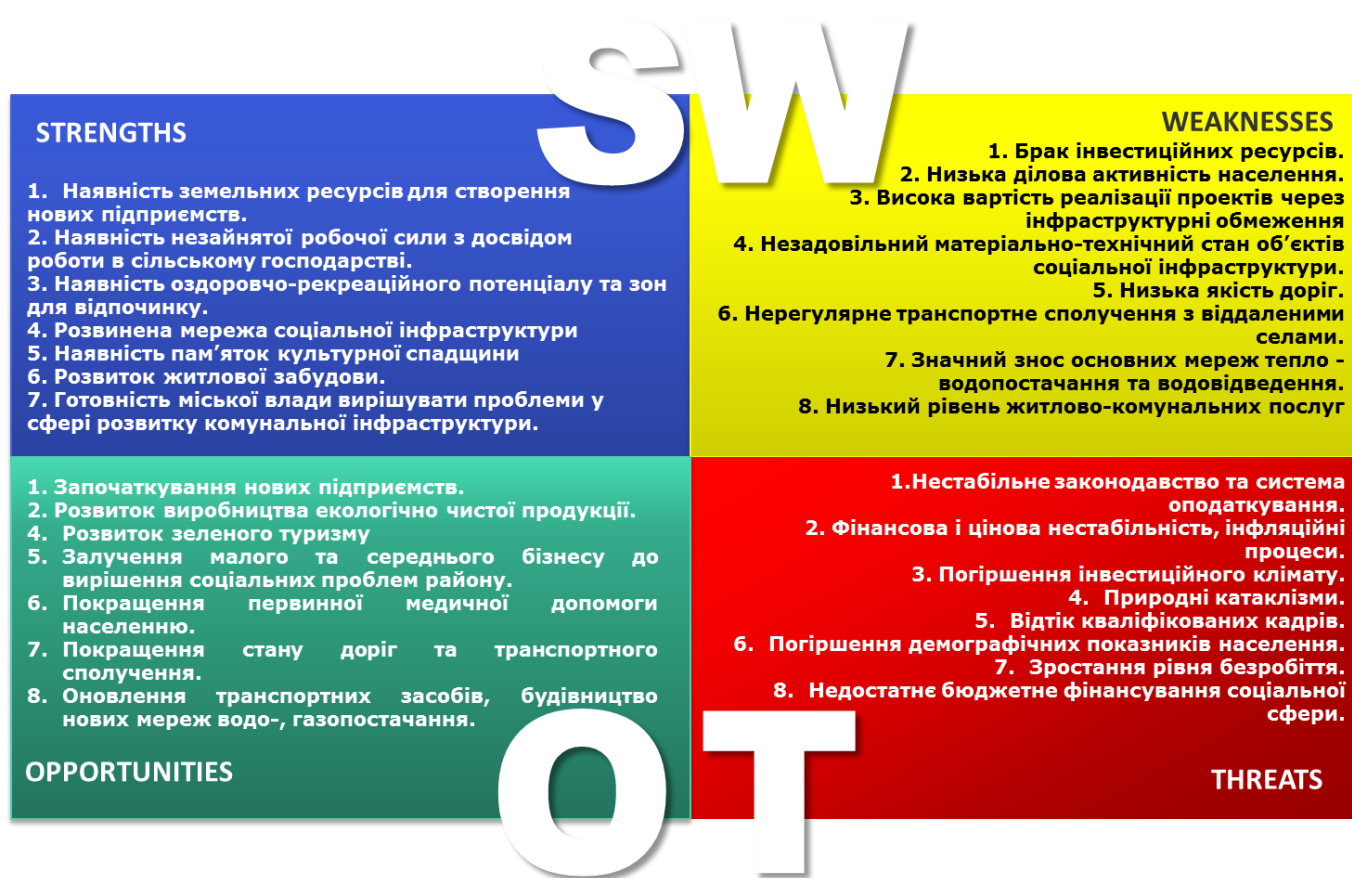 SW
STRENGTHS
1. Наявність земельних ресурсів для створення
нових підприємств.
2. Наявність незайнятої робочої сили з досвідом
роботи в сільському господарстві.
3. Наявність оздоровчо-рекреаційного потенціалу та зон
для відпочинку.
4. Розвинена мережа соціальної інфраструктури
5. Наявність пам’яток культурної спадщини
6. Розвиток житлової забудови.
7. Готовність міської влади вирішувати проблеми у
сфері розвитку комунальної інфраструктури.
WEAKNESSES
1. Брак інвестиційних ресурсів.
2. Низька ділова активність населення.
3. Висока вартість реалізації проектів через
інфраструктурні обмеження
4. Незадовільний матеріально-технічний стан об’єктів
соціальної інфраструктури.
5. Низька якість доріг.
6. Нерегулярне транспортне сполучення з віддаленими
селами.
7. Значний знос основних мереж тепло -
водопостачання та водовідведення.
8. Низький рівень житлово-комунальних послуг
1. Започаткування нових підприємств.
2. Розвиток виробництва екологічно чистої продукції.
4. Розвиток зеленого туризму
5. Залучення малого та середнього бізнесу до
вирішення соціальних проблем району.
6. Покращення первинної медичної допомоги
населенню.
7. Покращення стану доріг та транспортного
сполучення.
8. Оновлення транспортних засобів, будівництво
нових мереж водо-, газопостачання.
OPPORTUNITIES
1.Нестабільне законодавство та система
оподаткування.
2. Фінансова і цінова нестабільність, інфляційні
процеси.
3. Погіршення інвестиційного клімату.
4. Природні катаклізми.
5. Відтік кваліфікованих кадрів.
6. Погіршення демографічних показників населення.
7. Зростання рівня безробіття.
8. Недостатнє бюджетне фінансування соціальної
сфери.
THREATS
OT